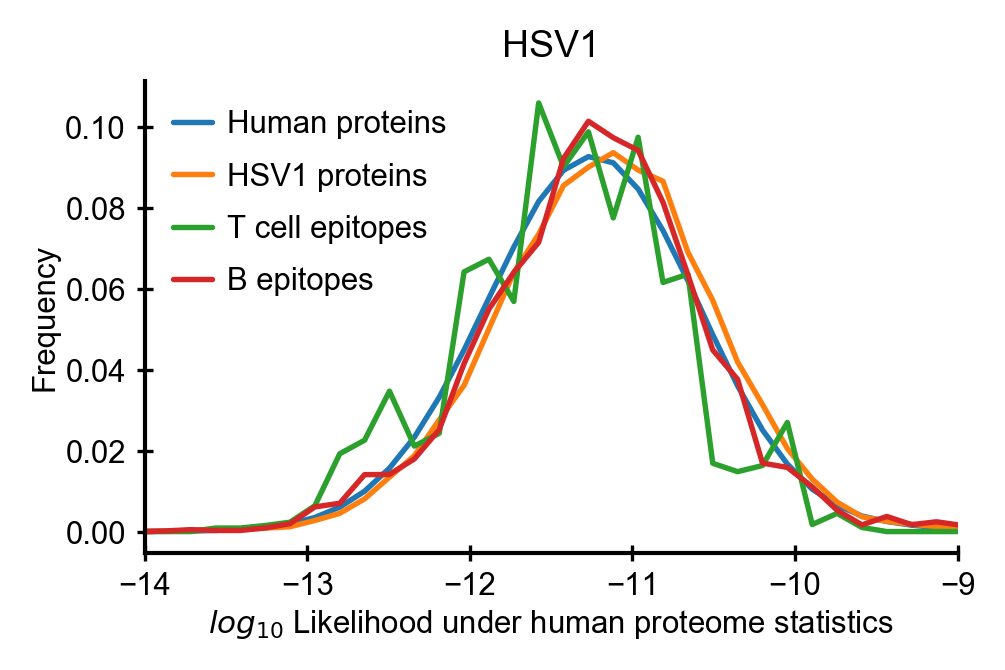 HSV1
Human proteins
HSV1 proteins
T cell epitopes
B epitopes
Frequency
0.10
0.08
0.06
0.04
0.02
0.00
−14 −13 −12 −11 −10 −9
log₁₀ Likelihood under human proteome statistics